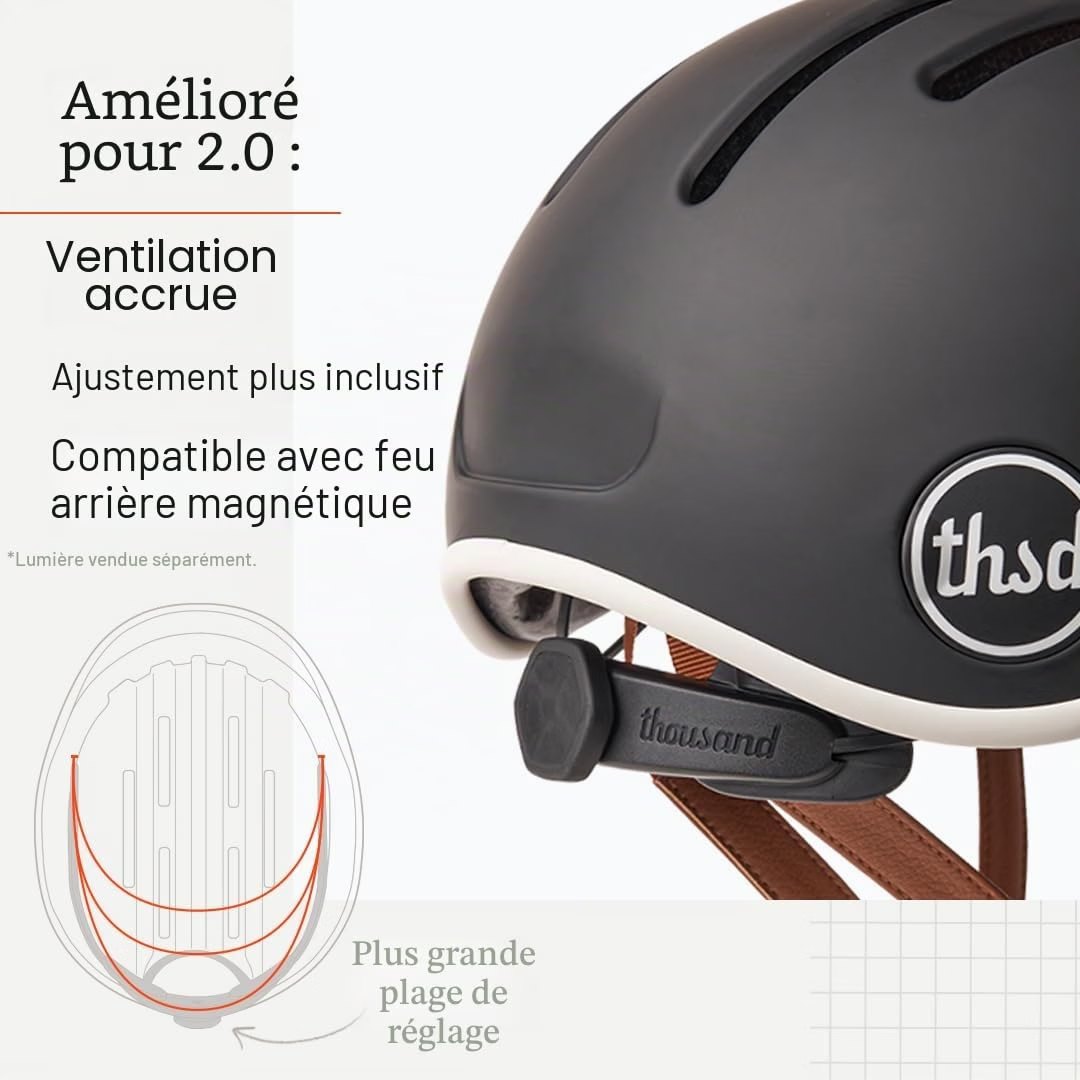 Amélioré
pour 2.0 :
Ventilation
accrue
Ajustement plus inclusif
Compatible avec feu
arrière magnétique
*Lumière vendue séparément.
thsd
thousand
Plus grande
plage de
réglage